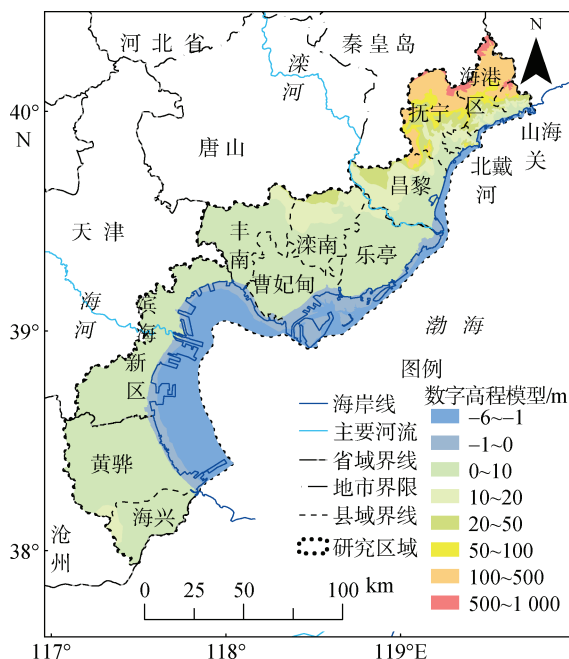 河北省
秦皇岛
N
滦
河
海港
区
40°
N
抚宁
山海
关
唐山
北戴
河
昌黎
天津
丰
南
滦南
乐亭
曹妃甸
海
河
滨
海
新
区
39°
渤海
图例
海岸线
主要河流
省域界线
地市界限
县域界线
研究区域
数字高程模型/m
−6~−1
−1~0
0~10
10~20
20~50
50~100
100~500
500~1 000
黄骅
海兴
沧
州
38°
0 25 50 100
km
117° 118° 119°E